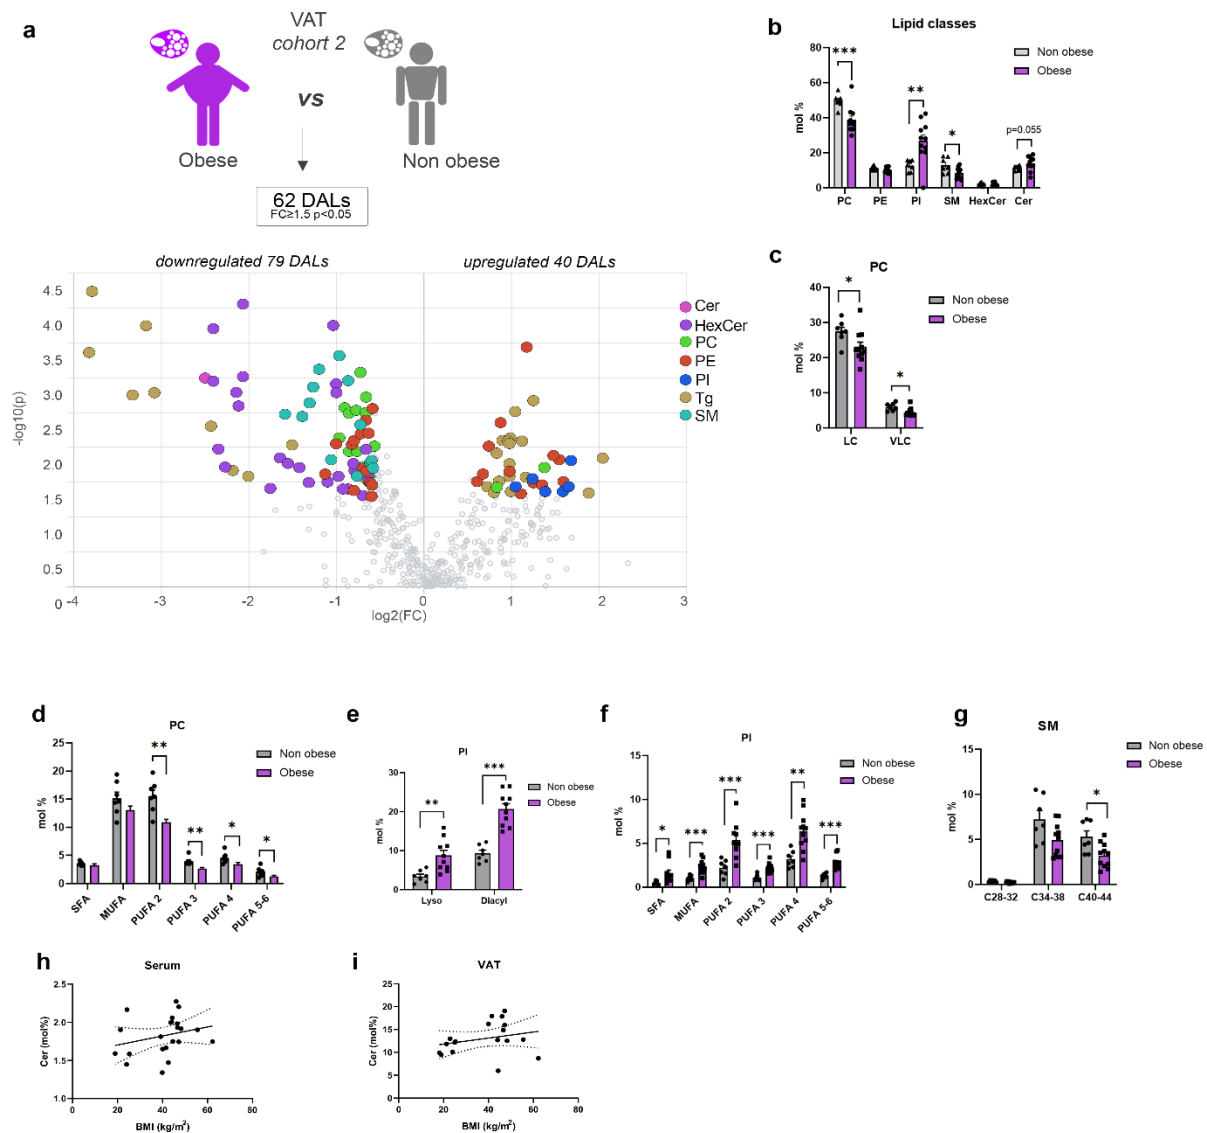 a
VAT
cohort 2
vs
Obese
Non obese
62 DALs
FC≥1.5 p<0.05
downregulated 79 DALs
upregulated 40 DALs
4.5
4.0
3.5
3.0
2.5
2.0
1.5
1.0
0.5
0
-log10(p)
-4
-3
-2
-1
0
1
2
3
log2(FC)
Cer
HexCer
PC
PE
PI
Tg
SM
b
Lipid classes
Non obese
Obese
mol %
80
60
40
20
0
***
**
*
p=0.055
PC
PE
PI
SM
HexCer
Cer
c
PC
Non obese
Obese
mol %
40
30
20
10
0
*
*
LC
VLC
d
PC
Non obese
Obese
mol %
25
20
15
10
5
0
**
**
*
*
SFA
MUFA
PUFA 2
PUFA 3
PUFA 4
PUFA 5-6
e
PI
Non obese
Obese
mol %
30
20
10
0
**
***
Lyso
Diacyl
f
PI
Non obese
Obese
mol %
15
10
5
0
*
***
***
***
**
***
SFA
MUFA
PUFA 2
PUFA 3
PUFA 4
PUFA 5-6
g
SM
Non obese
Obese
mol %
15
10
5
0
*
C28-32
C34-38
C40-44
h
Serum
Cer (mol%)
2.5
2.0
1.5
1.0
0
20
40
60
80
BMI (kg/m²)
i
VAT
Cer (mol%)
25
20
15
10
5
0
0
20
40
60
80
BMI (kg/m²)